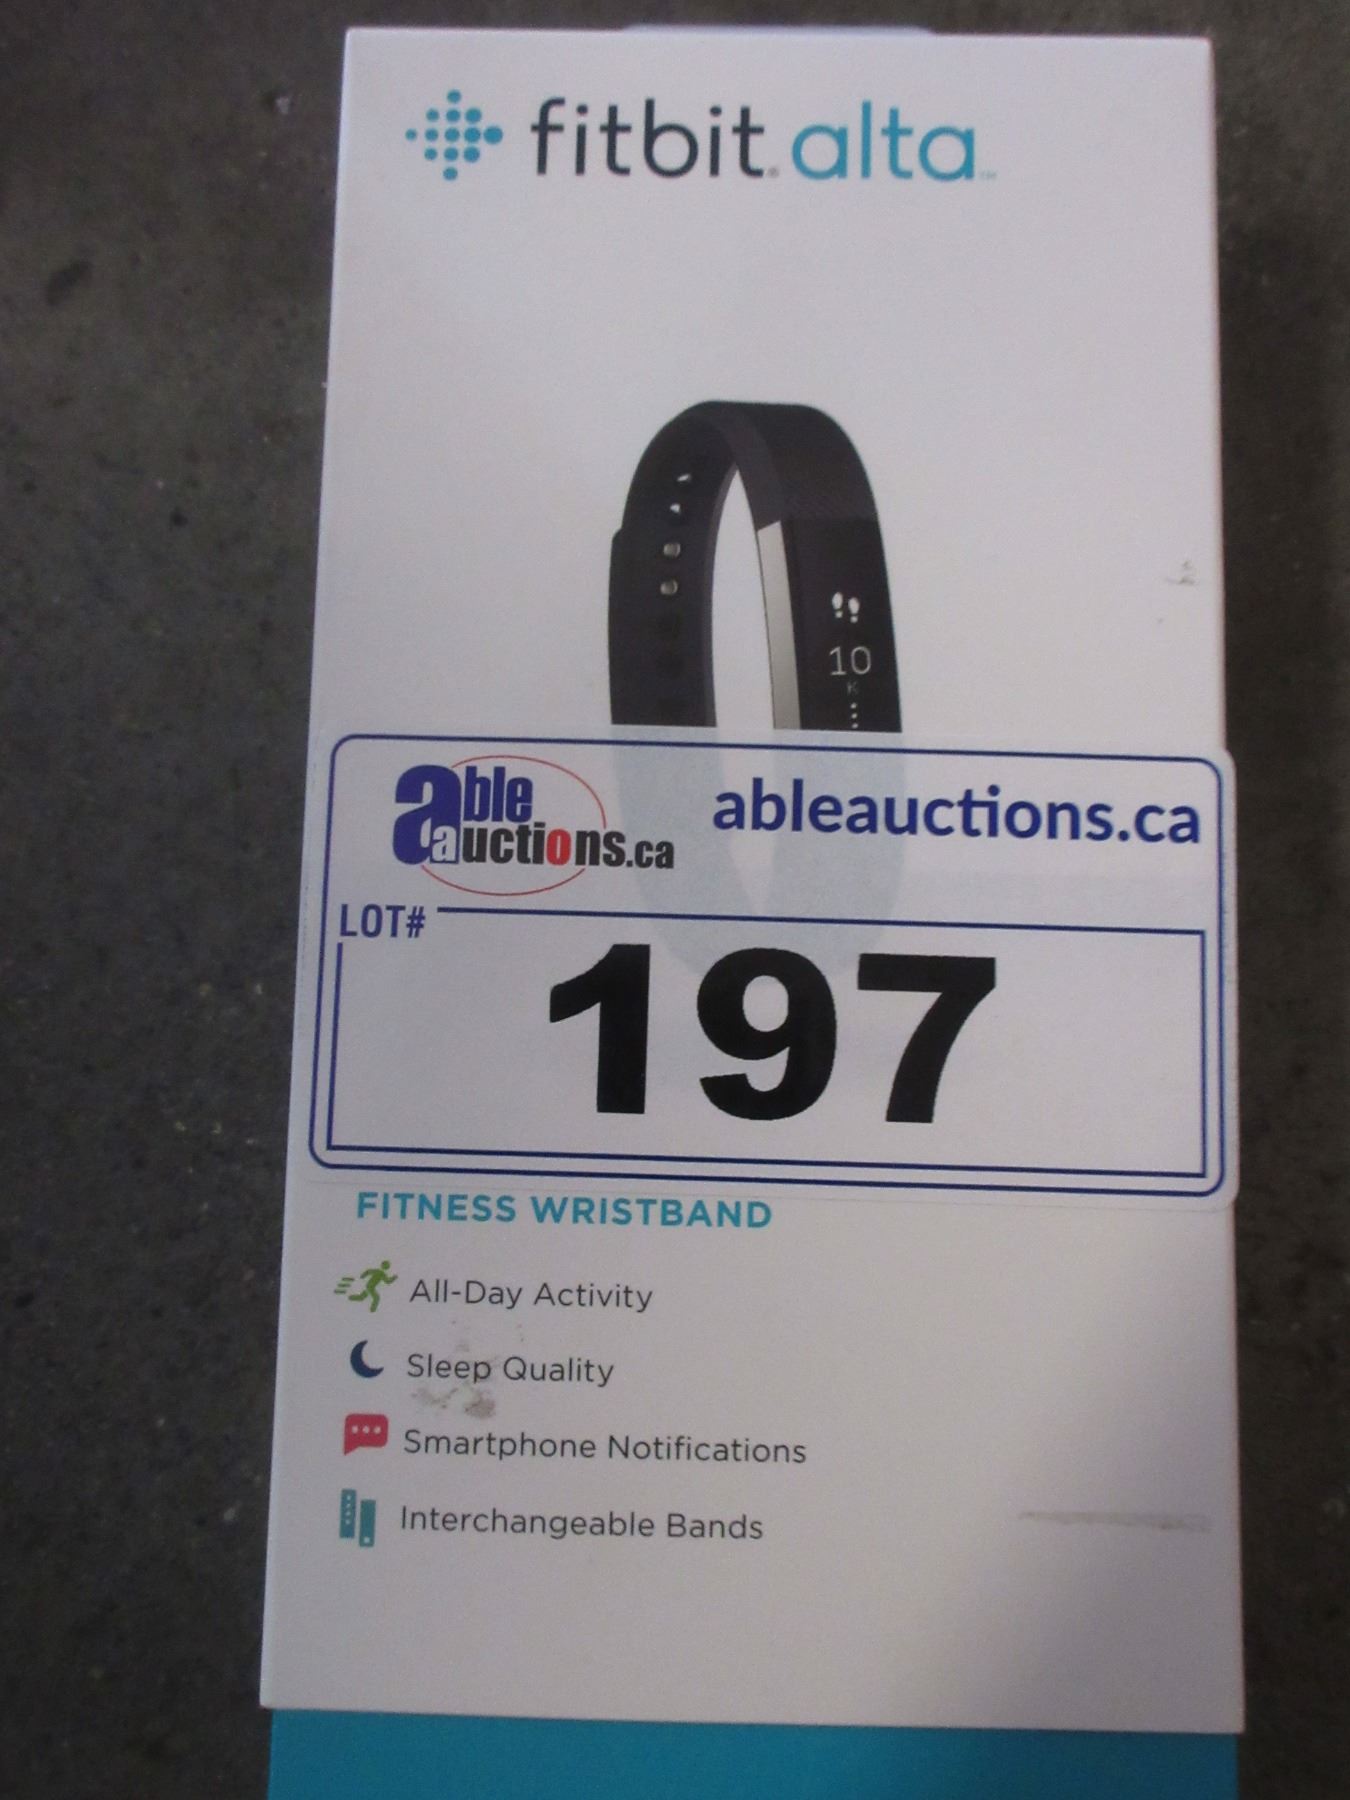 fitbit® alta™
10
K
able auctions.ca
ableauctions.ca
LOT#
197
FITNESS WRISTBAND
All-Day Activity
Sleep Quality
Smartphone Notifications
Interchangeable Bands